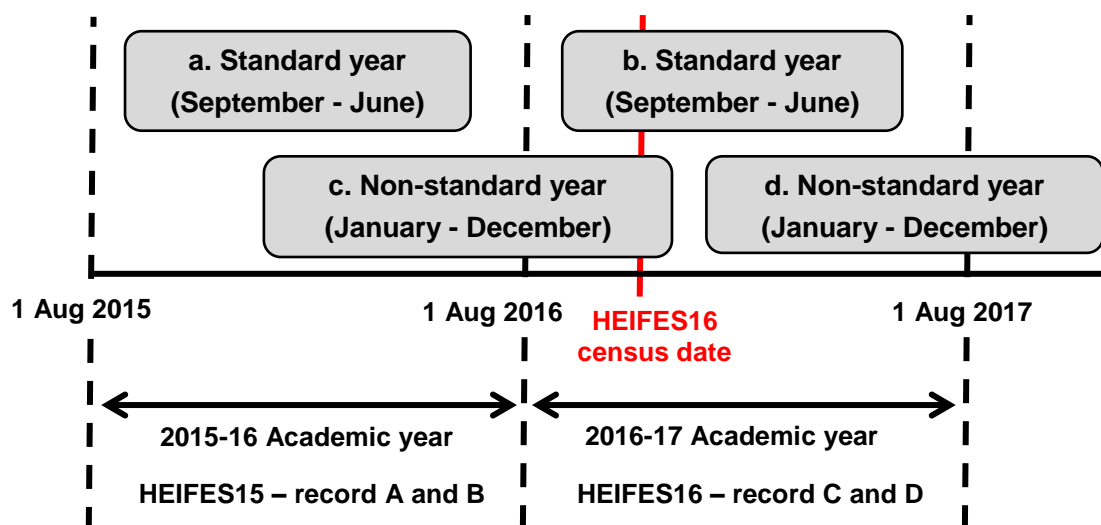 a. Standard year
(September - June)
b. Standard year
(September - June)
c. Non-standard year
(January - December)
d. Non-standard year
(January - December)
1 Aug 2015
1 Aug 2016
HEIFES16
census date
1 Aug 2017
2015-16 Academic year
2016-17 Academic year
HEIFES15 – record A and B
HEIFES16 – record C and D